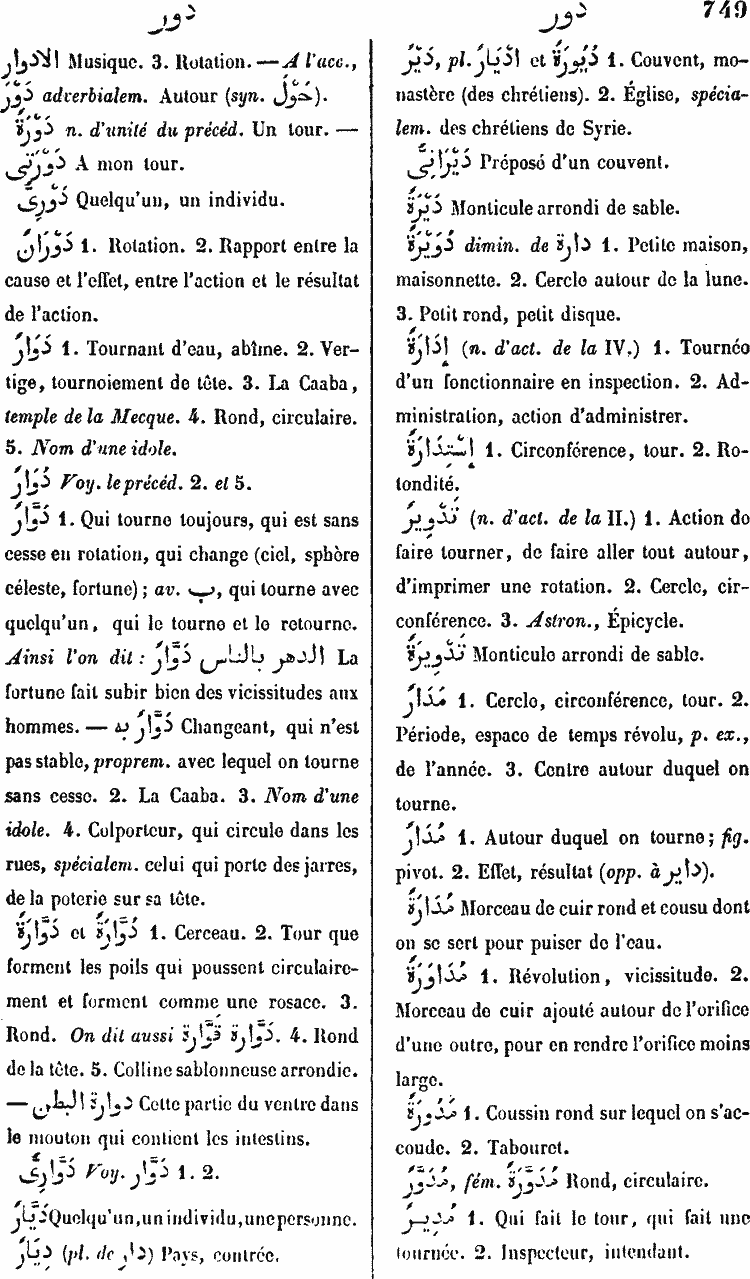 دور
دور
749
الادوار Musique. 3. Rotation. — A l'acc.,
دَوْرَ adverbialem. Autour (syn. حَوْلَ).
دَوْرَةٌ n. d'unité du précéd. Un tour. —
دَوْرَتِى A mon tour.
دَوْرِىٌّ Quelqu'un, un individu.
دَوَرَانٌ 1. Rotation. 2. Rapport entre la
cause et l'effet, entre l'action et le résultat
de l'action.
دُوَارٌ 1. Tournant d'eau, abîme. 2. Ver-
tige, tournoiement de tête. 3. La Caaba,
temple de la Mecque. 4. Rond, circulaire.
5. Nom d'une idole.
دَوَارٌ Voy. le précéd. 2. et 5.
دَوَّارٌ 1. Qui tourne toujours, qui est sans
cesse en rotation, qui change (ciel, sphère
céleste, fortune); av. ب, qui tourne avec
quelqu'un, qui le tourne et le retourne.
Ainsi l'on dit : الدهر بالناس دَوَّارٌ La
fortune fait subir bien des vicissitudes aux
hommes. — دَوَّارٌ به Changeant, qui n'est
pas stable, proprem. avec lequel on tourne
sans cesse. 2. La Caaba. 3. Nom d'une
idole. 4. Colporteur, qui circule dans les
rues, spécialem. celui qui porte des jarres,
de la poterie sur sa tête.
دُوَّارَةٌ et دَوَّارَةٌ 1. Cerceau. 2. Tour que
forment les poils qui poussent circulaire-
ment et forment comme une rosace. 3.
Rond. On dit aussi دَوَّارة قَوَّارة. 4. Rond
de la tête. 5. Colline sablonneuse arrondie.
— دوارة البطن Cette partie du ventre dans
le mouton qui contient les intestins.
دَوَّارِىٌّ Voy. دَوَّار 1. 2.
دَيَّارٌ Quelqu'un, un individu, une personne.
دِيَارٌ (pl. de دار) Pays, contrée.
دَيْرٌ, pl. أَدْيَارٌ et دُيُورَةٌ 1. Couvent, mo-
nastère (des chrétiens). 2. Église, spécia-
lem. des chrétiens de Syrie.
دَيْرَانِىٌّ Préposé d'un couvent.
دَيِّرَةٌ Monticule arrondi de sable.
دُوَيْرَةٌ dimin. de دارة 1. Petite maison,
maisonnette. 2. Cercle autour de la lune.
3. Petit rond, petit disque.
إِدَارَةٌ (n. d'act. de la IV.) 1. Tournée
d'un fonctionnaire en inspection. 2. Ad-
ministration, action d'administrer.
إِسْتِدَارَةٌ 1. Circonférence, tour. 2. Ro-
tondité.
تَدْوِيرٌ (n. d'act. de la II.) 1. Action de
faire tourner, de faire aller tout autour,
d'imprimer une rotation. 2. Cercle, cir-
conférence. 3. Astron., Épicycle.
تَدْوِيرَةٌ Monticule arrondi de sable.
مَدَارٌ 1. Cercle, circonférence, tour. 2.
Période, espace de temps révolu, p. ex.,
de l'année. 3. Centre autour duquel on
tourne.
مُدَارٌ 1. Autour duquel on tourne; fig.
pivot. 2. Effet, résultat (opp. à داير).
مُدَارَةٌ Morceau de cuir rond et cousu dont
on se sert pour puiser de l'eau.
مُدَاوَرَةٌ 1. Révolution, vicissitude. 2.
Morceau de cuir ajouté autour de l'orifice
d'une outre, pour en rendre l'orifice moins
large.
مُدَوَّرَةٌ 1. Coussin rond sur lequel on s'ac-
coude. 2. Tabouret.
مُدَوَّرٌ, fém. مُدَوَّرَةٌ Rond, circulaire.
مُدِيرٌ 1. Qui fait le tour, qui fait une
tournée. 2. Inspecteur, intendant.